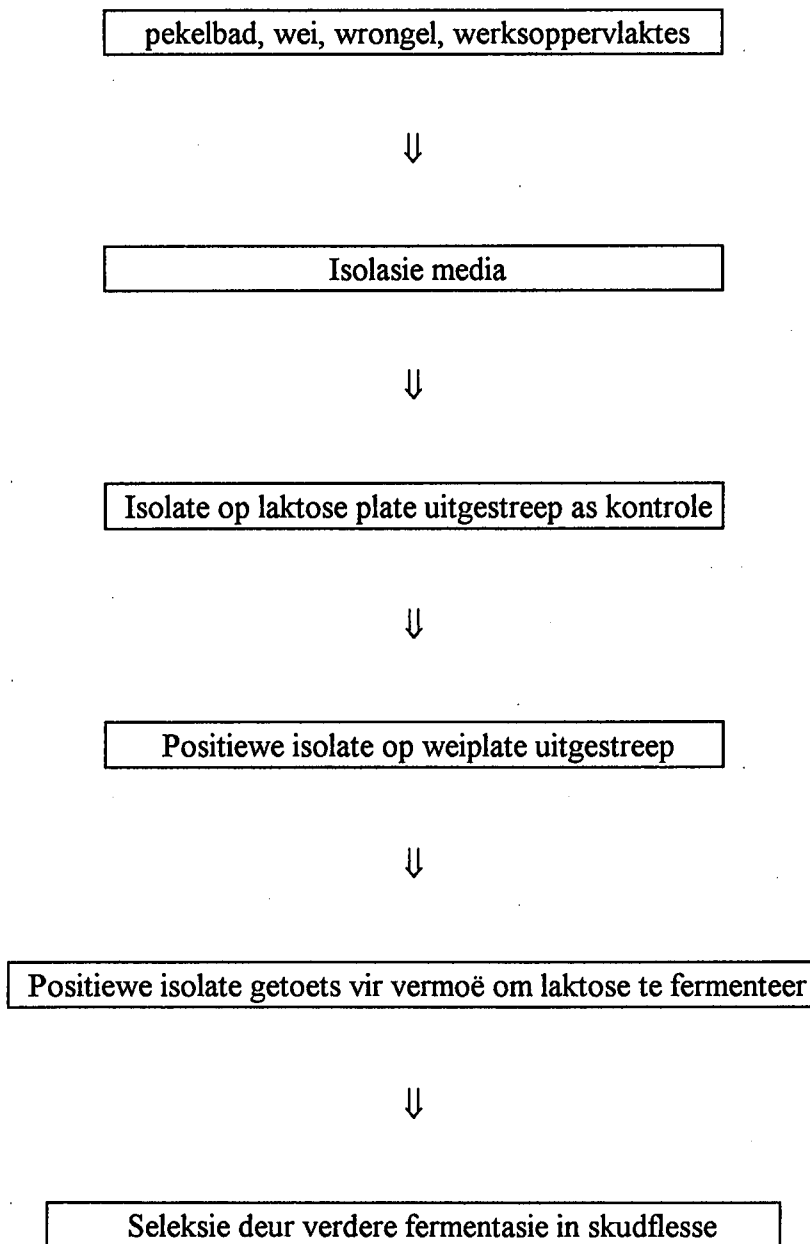 pekelbad, wei, wrongel, werksoppervlaktes
⇓
Isolasie media
⇓
Isolate op laktose plate uitgestreep as kontrole
⇓
Positiewe isolate op weiplate uitgestreep
⇓
Positiewe isolate getoets vir vermoë om laktose te fermenteer
⇓
Seleksie deur verdere fermentasie in skudflesse